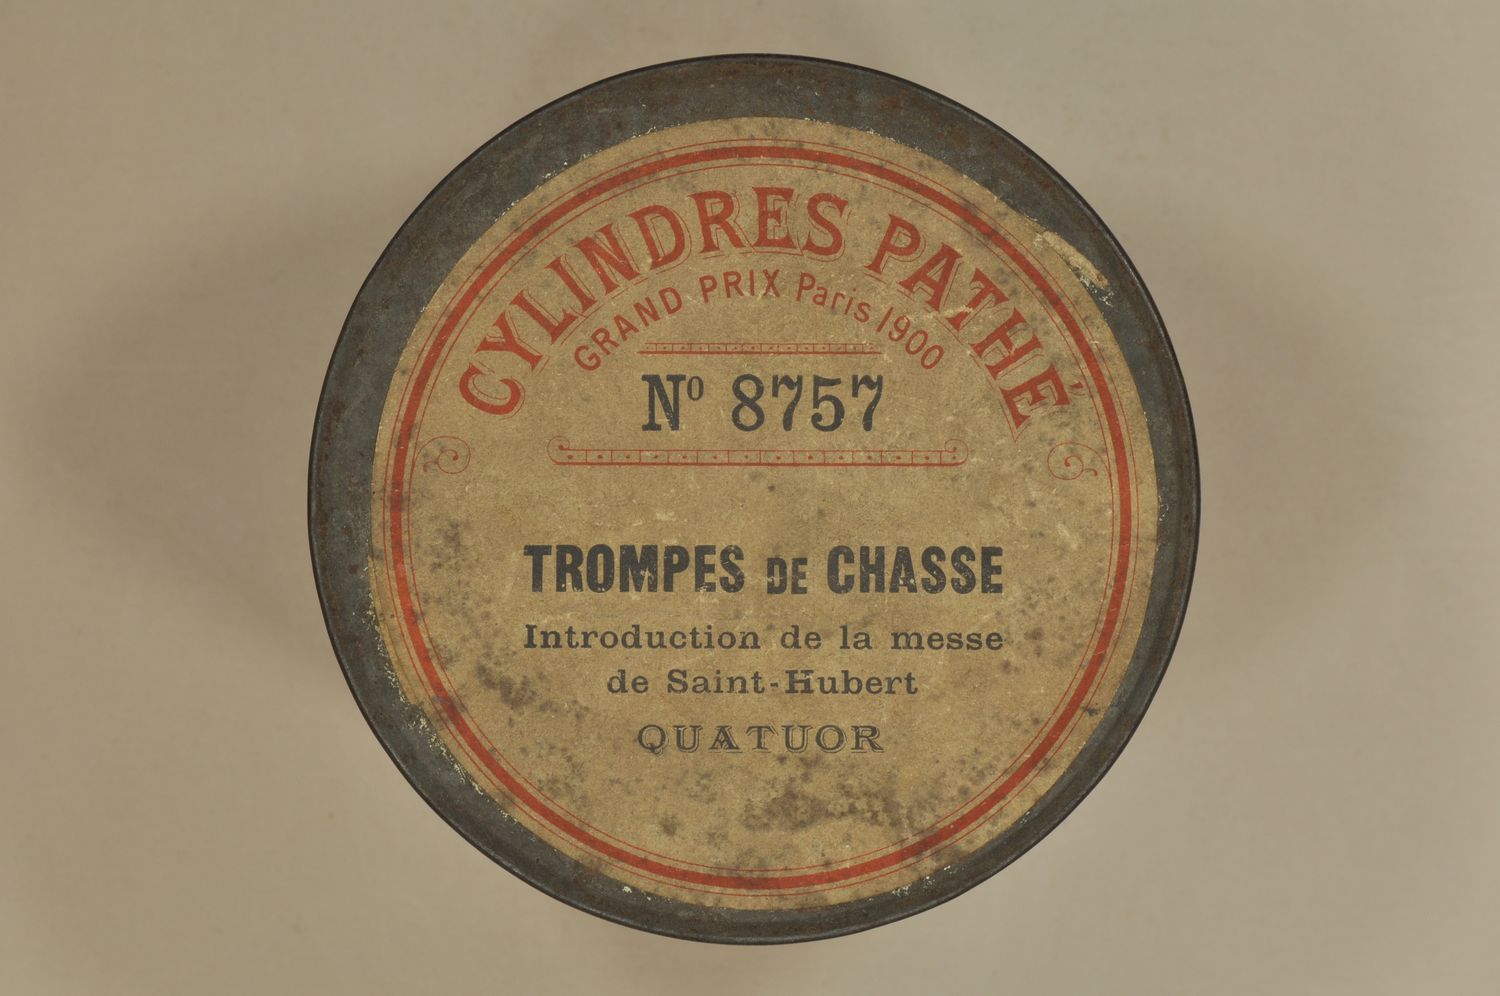 CYLINDRES PATHÉ
GRAND PRIX Paris 1900
Nº 8757
TROMPES DE CHASSE
Introduction de la messe
de Saint-Hubert
QUATUOR